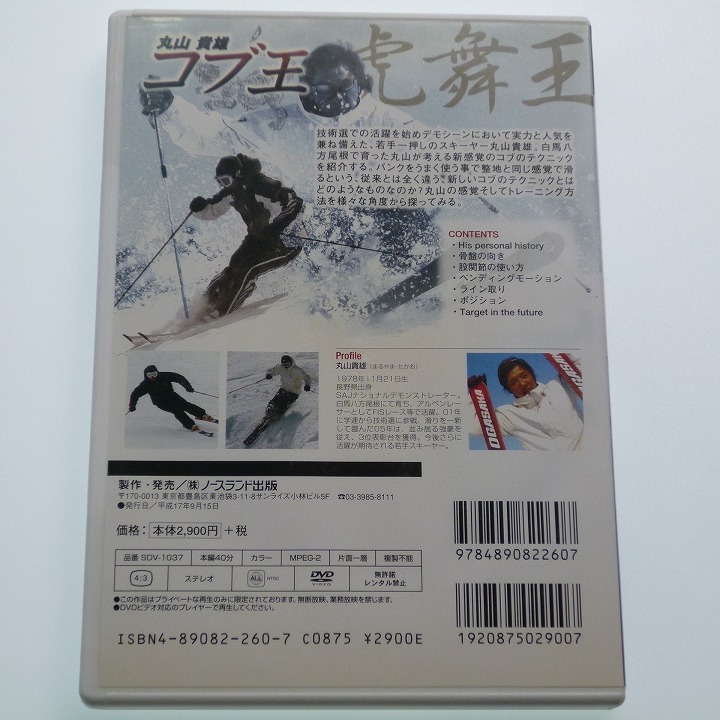 丸山 貴雄
コブ王
虎舞王
技術選での活躍を始めデモシーンにおいて実力と人気を
兼ね備えた、若手一押しのスキーヤー丸山貴雄。白馬八
方尾根で育った丸山が考える新感覚のコブのテクニック
を紹介する。バンクをうまく使う事で整地と同じ感覚で滑
るという、従来とは全く違う、新しいコブのテクニックとは
どのようなものなのか？丸山の感覚そしてトレーニング方
法を様々な角度から探ってみる。
CONTENTS
・His personal history
・骨盤の向き
・股関節の使い方
・ベンディングモーション
・ライン取り
・ポジション
・Target in the future
Profile
丸山貴雄（まるやま・たかお）
1978年11月21日生
長野県出身
SAJナショナルデモンストレーター。
白馬八方尾根にて育ち、アルペンレー
サーとしてFISレース等で活躍。01年
に学連から技術選に参戦、滑りを一新
して臨んだ05年は、並み居る強豪を
従え、3位表彰台を獲得。今後さらに
活躍が期待される若手スキーヤー。
OGASAKA
製作・発売／㈱ノースランド出版
〒170-0013 東京都豊島区東池袋3-11-8サンライズ小林ビル5F ☎03-3985-8111
●発行日／平成17年9月15日
価格：本体2,900円＋税
品番 SDV-1037 本編40分 カラー MPEG-2 片面一層 複製不能
4:3 ステレオ ALL NTSC DVD VIDEO 無許諾
レンタル禁止
●この作品はプライベートな再生のみに限定されております。無断放映、業務放映を禁じます。
●DVDビデオ対応のプレイヤーで再生してください。
9784890822607
ISBN4-89082-260-7 C0875 ¥2900E
1920875029007